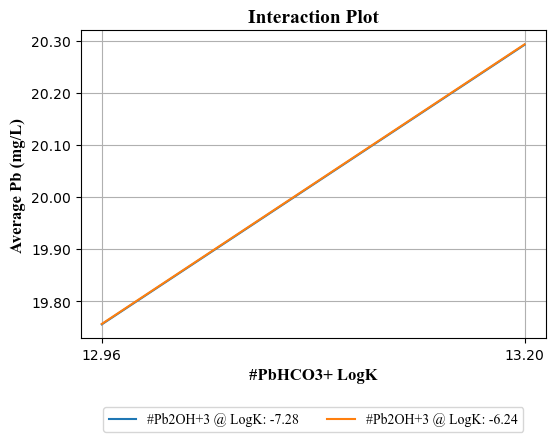 Interaction Plot
20.30
20.20
20.10
20.00
19.90
19.80
Average Pb (mg/L)
12.96
13.20
#PbHCO3+ LogK
#Pb2OH+3 @ LogK: -7.28
#Pb2OH+3 @ LogK: -6.24